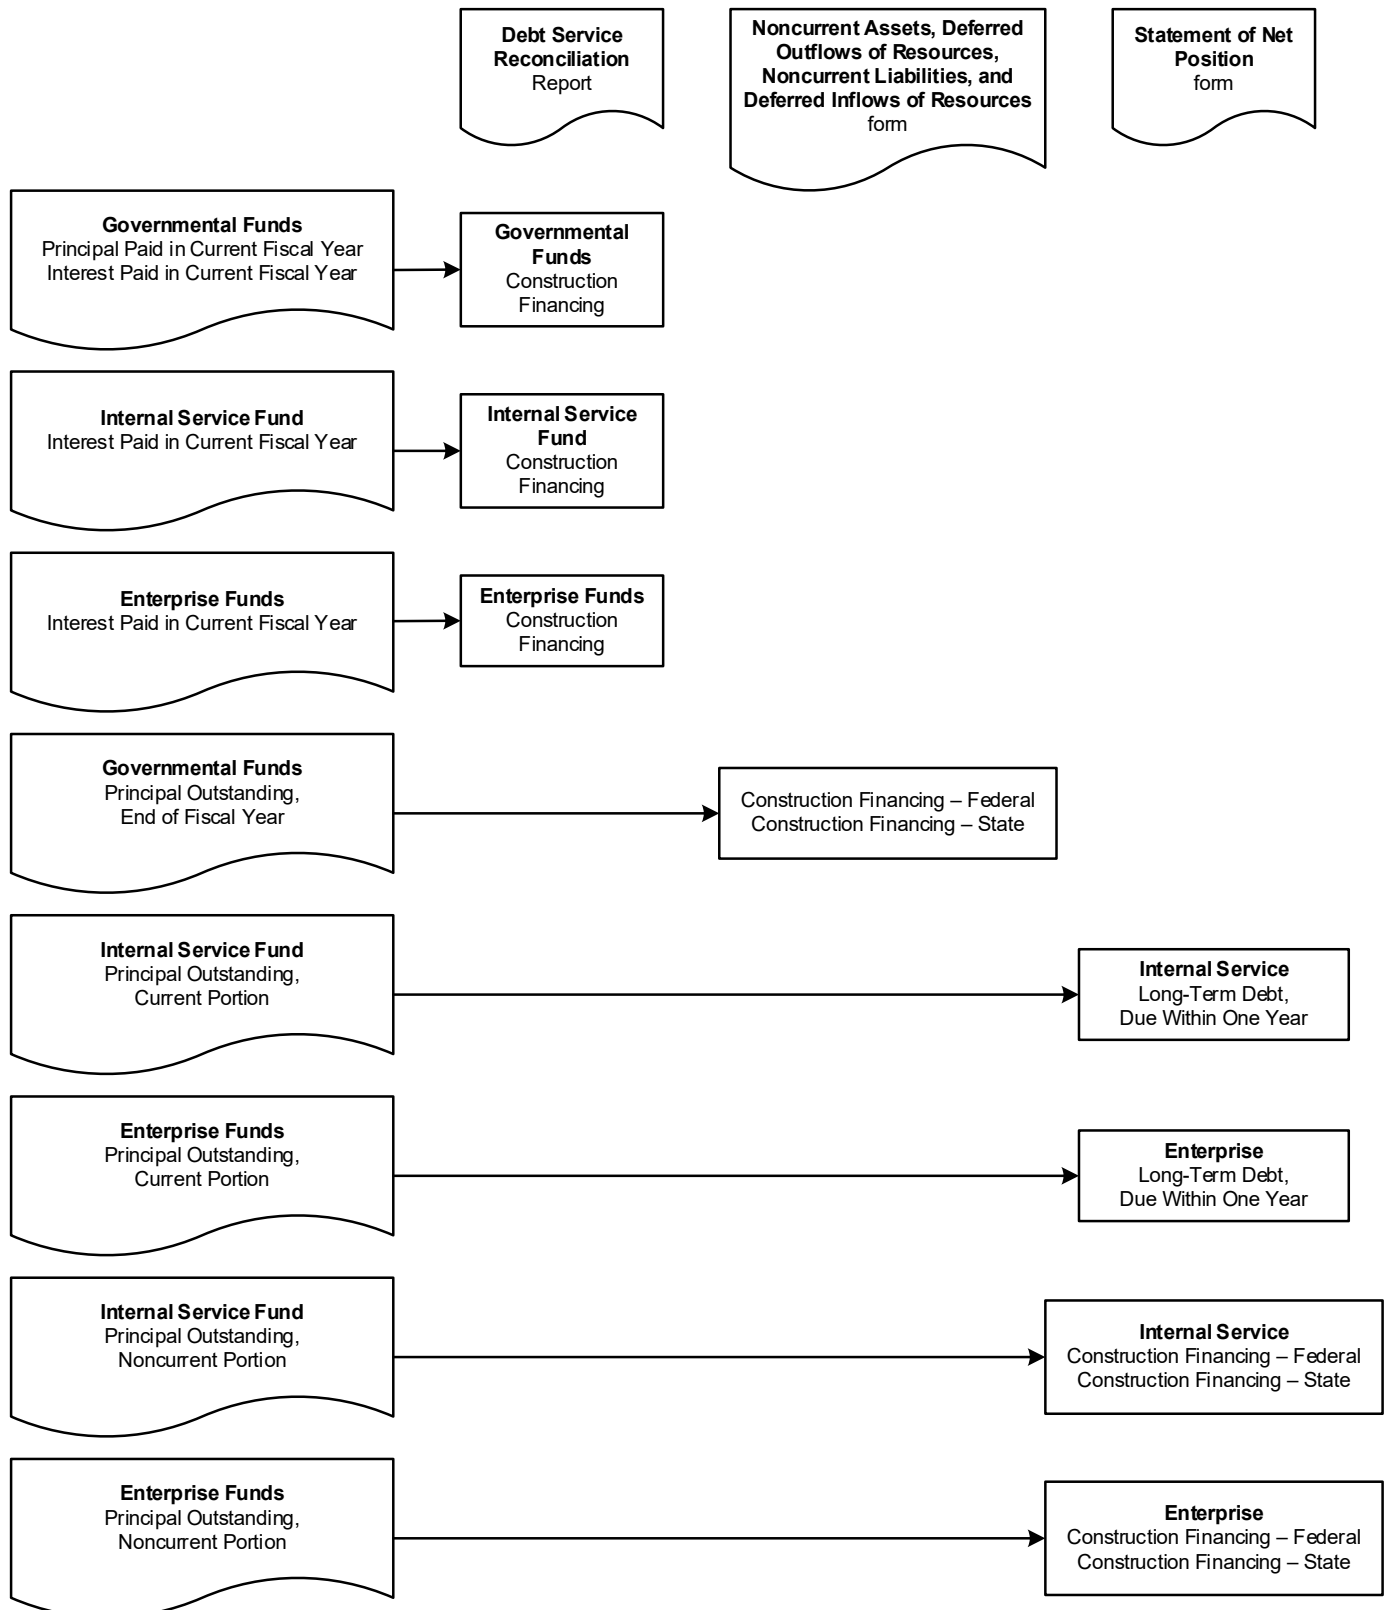 Debt Service
Reconciliation
Report
Noncurrent Assets, Deferred
Outflows of Resources,
Noncurrent Liabilities, and
Deferred Inflows of Resources
form
Statement of Net
Position
form
Governmental Funds
Principal Paid in Current Fiscal Year
Interest Paid in Current Fiscal Year
Governmental
Funds
Construction
Financing
Internal Service Fund
Interest Paid in Current Fiscal Year
Internal Service
Fund
Construction
Financing
Enterprise Funds
Interest Paid in Current Fiscal Year
Enterprise Funds
Construction
Financing
Governmental Funds
Principal Outstanding,
End of Fiscal Year
Construction Financing – Federal
Construction Financing – State
Internal Service Fund
Principal Outstanding,
Current Portion
Internal Service
Long-Term Debt,
Due Within One Year
Enterprise Funds
Principal Outstanding,
Current Portion
Enterprise
Long-Term Debt,
Due Within One Year
Internal Service Fund
Principal Outstanding,
Noncurrent Portion
Internal Service
Construction Financing – Federal
Construction Financing – State
Enterprise Funds
Principal Outstanding,
Noncurrent Portion
Enterprise
Construction Financing – Federal
Construction Financing – State